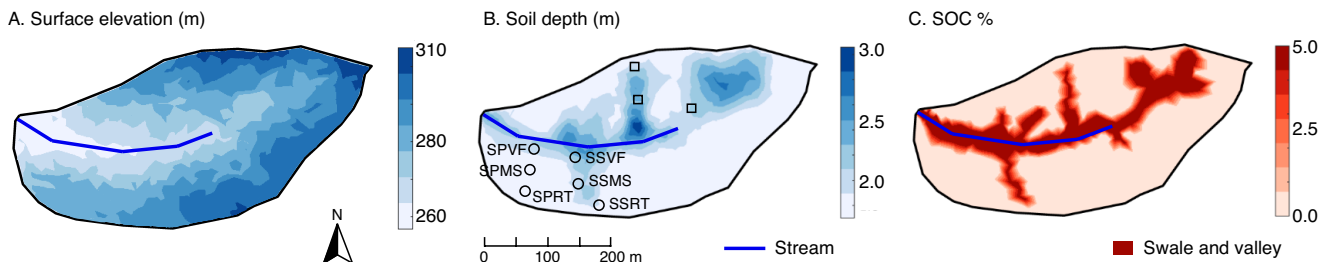 A. Surface elevation (m)
310
280
260
N
B. Soil depth (m)
3.0
2.5
2.0
SPVF
SSVF
SPMS
SSMS
SPRT
SSRT
0 100 200 m
Stream
C. SOC %
5.0
2.5
0.0
Swale and valley